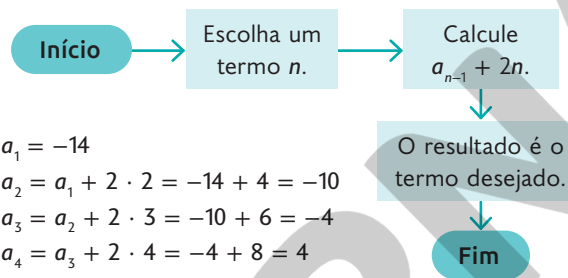 Início
Escolha um
termo n.
Calcule
aₙ₋₁ + 2n.
O resultado é o
termo desejado.
Fim
a₁ = −14
a₂ = a₁ + 2 · 2 = −14 + 4 = −10
a₃ = a₂ + 2 · 3 = −10 + 6 = −4
a₄ = a₃ + 2 · 4 = −4 + 8 = 4